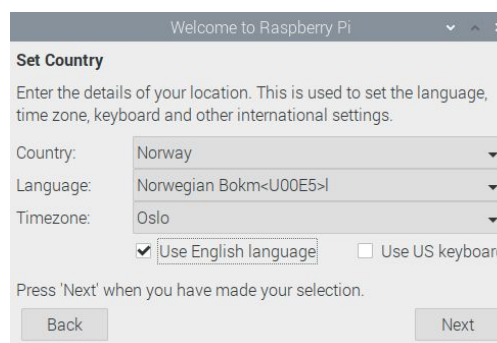 Welcome to Raspberry Pi
Set Country
Enter the details of your location. This is used to set the language,
time zone, keyboard and other international settings.
Country: Norway
Language: Norwegian Bokm<U00E5>l
Timezone: Oslo
Use English language Use US keyboar
Press 'Next' when you have made your selection.
Back Next